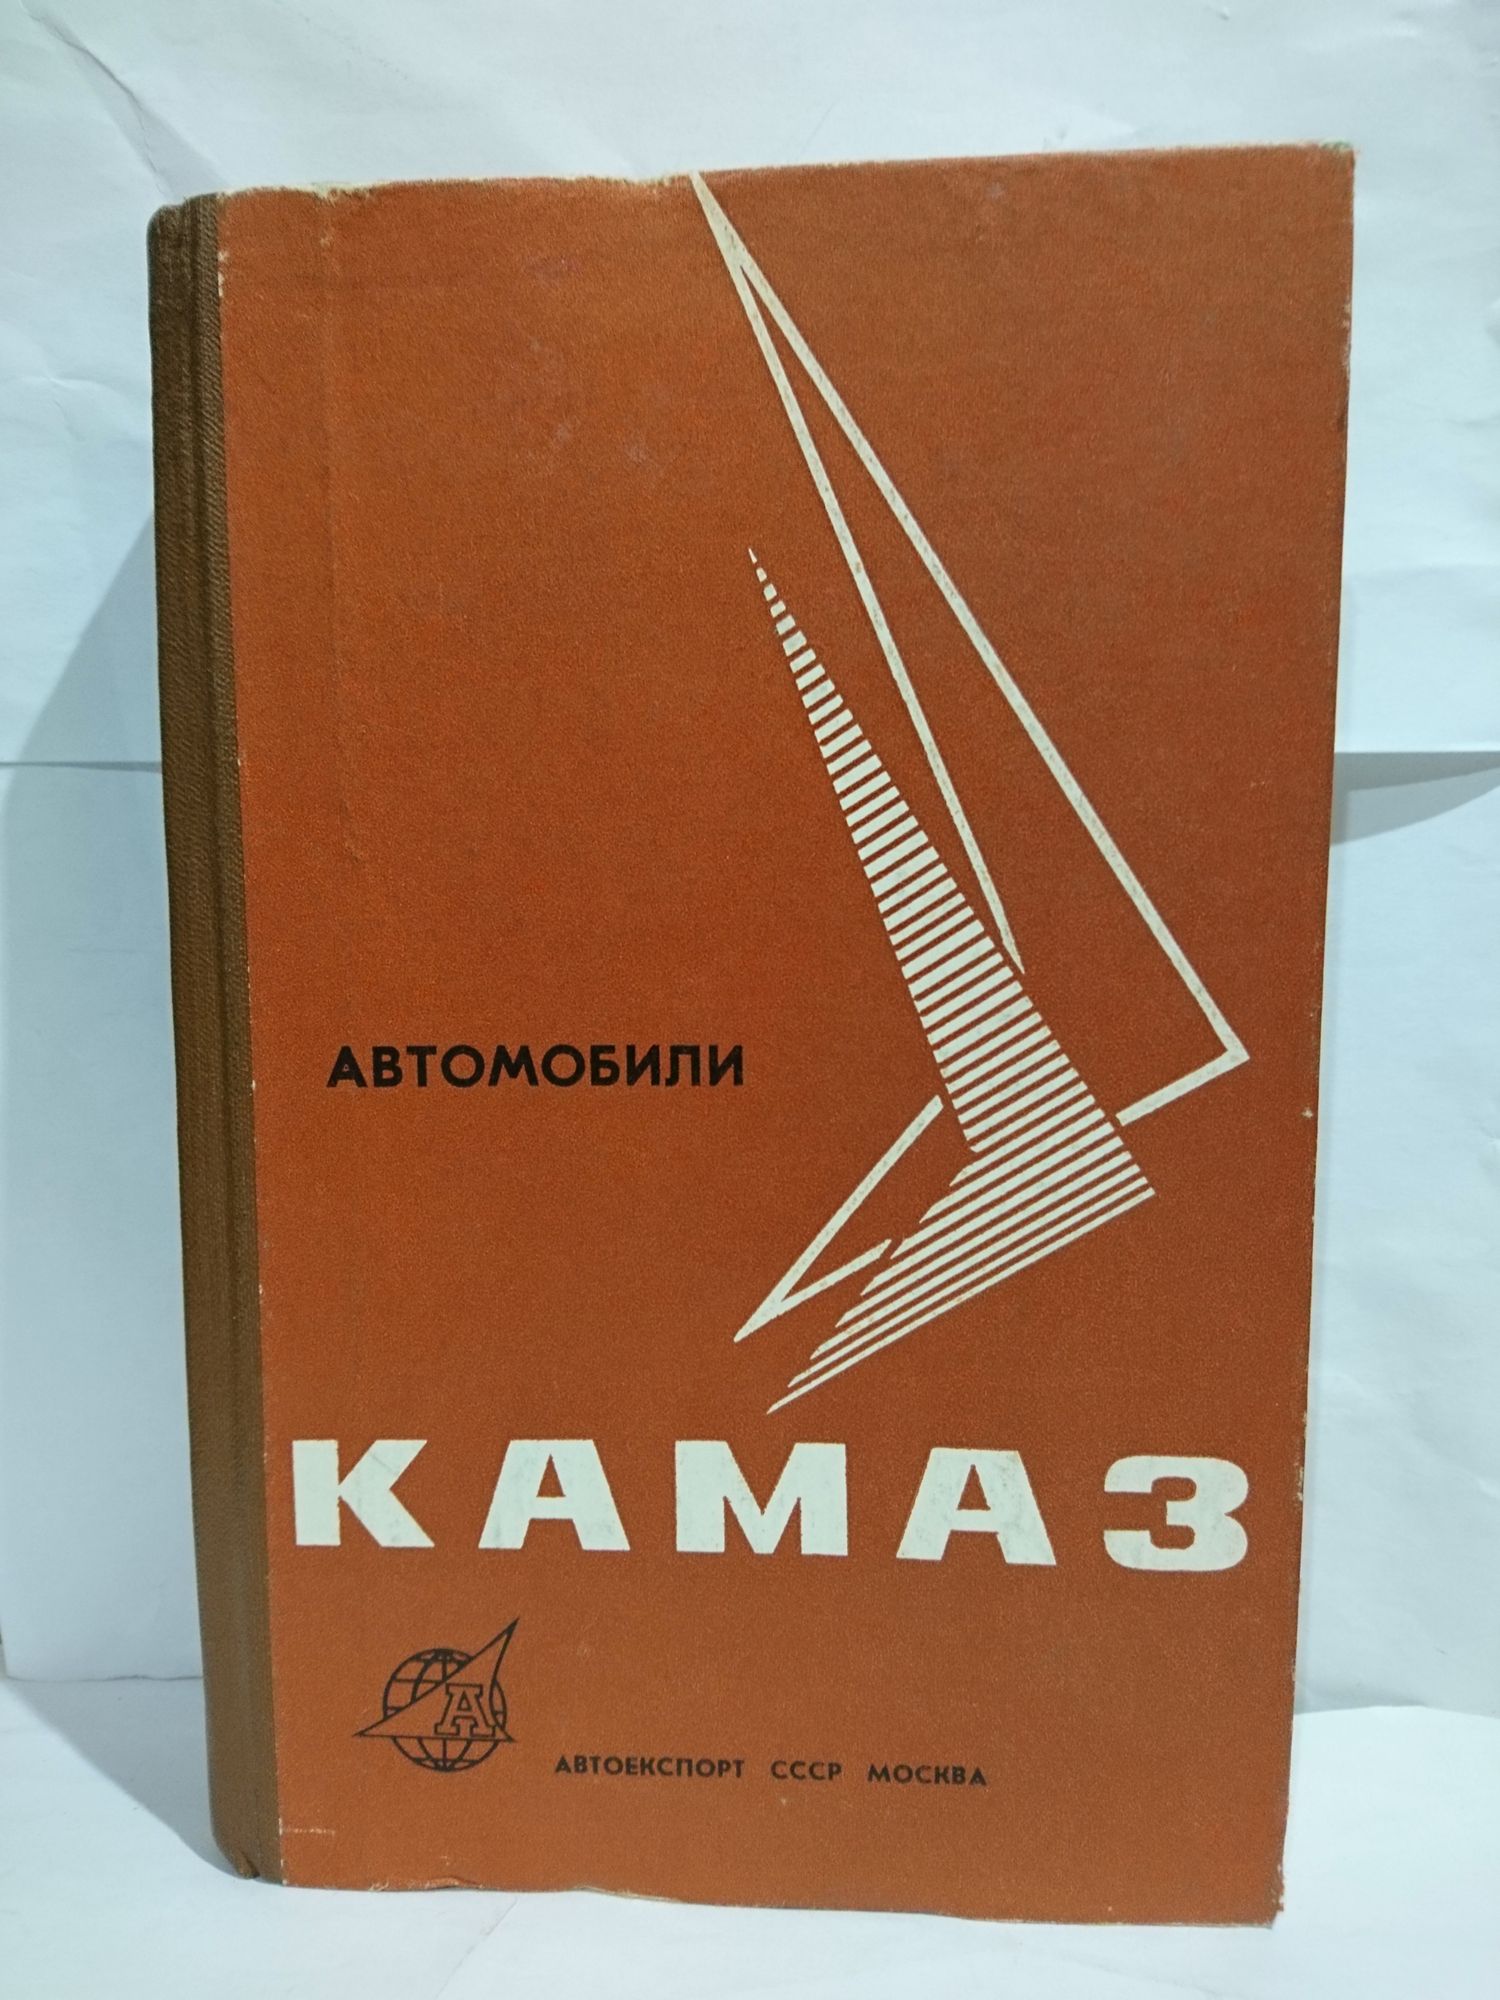 АВТОМОБИЛИ
КАМАЗ
А
АВТОЕКСПОРТ СССР МОСКВА